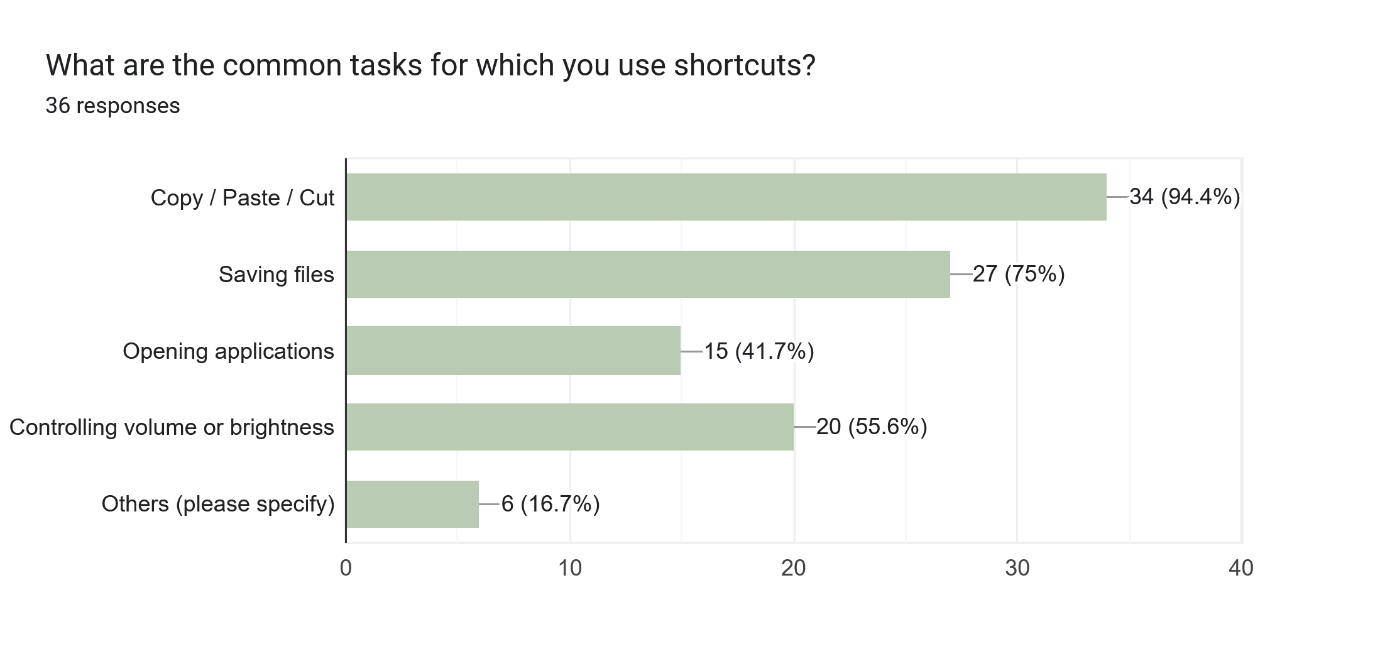 What are the common tasks for which you use shortcuts?
36 responses
Copy / Paste / Cut
34 (94.4%)
Saving files
27 (75%)
Opening applications
15 (41.7%)
Controlling volume or brightness
20 (55.6%)
Others (please specify)
6 (16.7%)
0 10 20 30 40